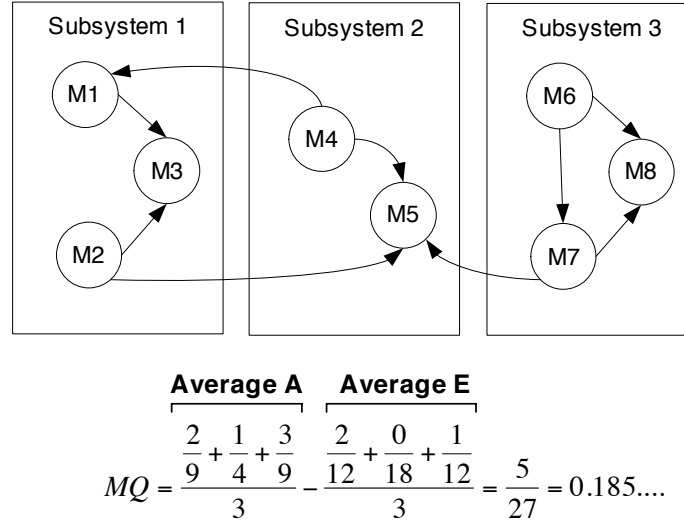 Subsystem 1
Subsystem 2
Subsystem 3
M1
M6
M4
M3
M8
M5
M2
M7
Average A
Average E
MQ = (2/9 + 1/4 + 3/9)/3 − (2/12 + 0/18 + 1/12)/3 = 5/27 = 0.185....